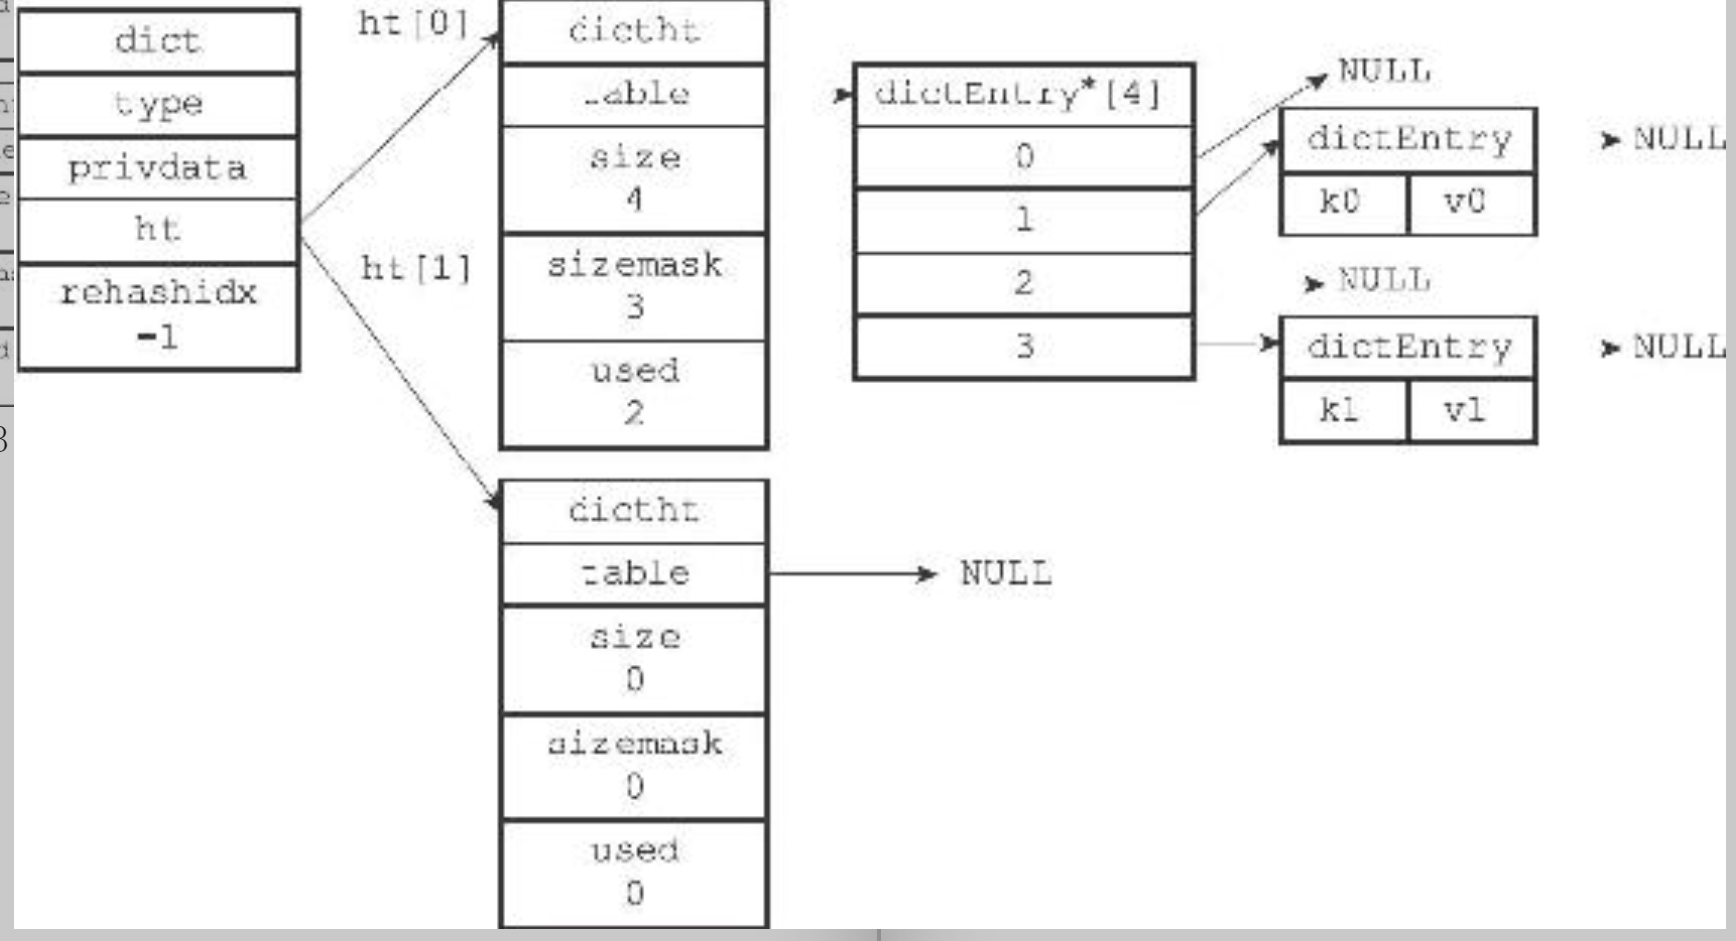 dict
type
privdata
ht
rehashidx
-1
ht[0]
ht[1]
dictht
table
size
4
sizemask
3
used
2
dictht
table
size
0
sizemask
0
used
0
NULL
dictEntry*[4]
0
1
2
3
NULL
dictEntry
k0 v0
NULL
NULL
dictEntry
k1 v1
NULL